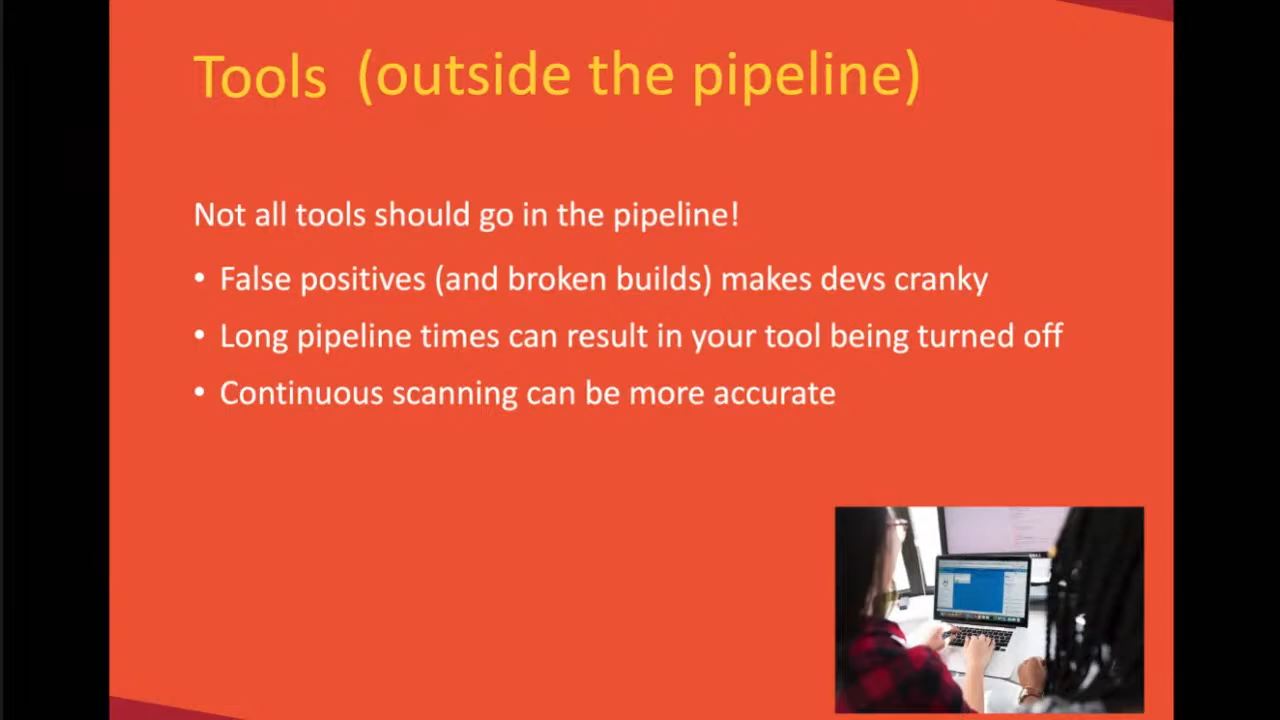 Tools (outside the pipeline)
Not all tools should go in the pipeline!
• False positives (and broken builds) makes devs cranky
• Long pipeline times can result in your tool being turned off
• Continuous scanning can be more accurate